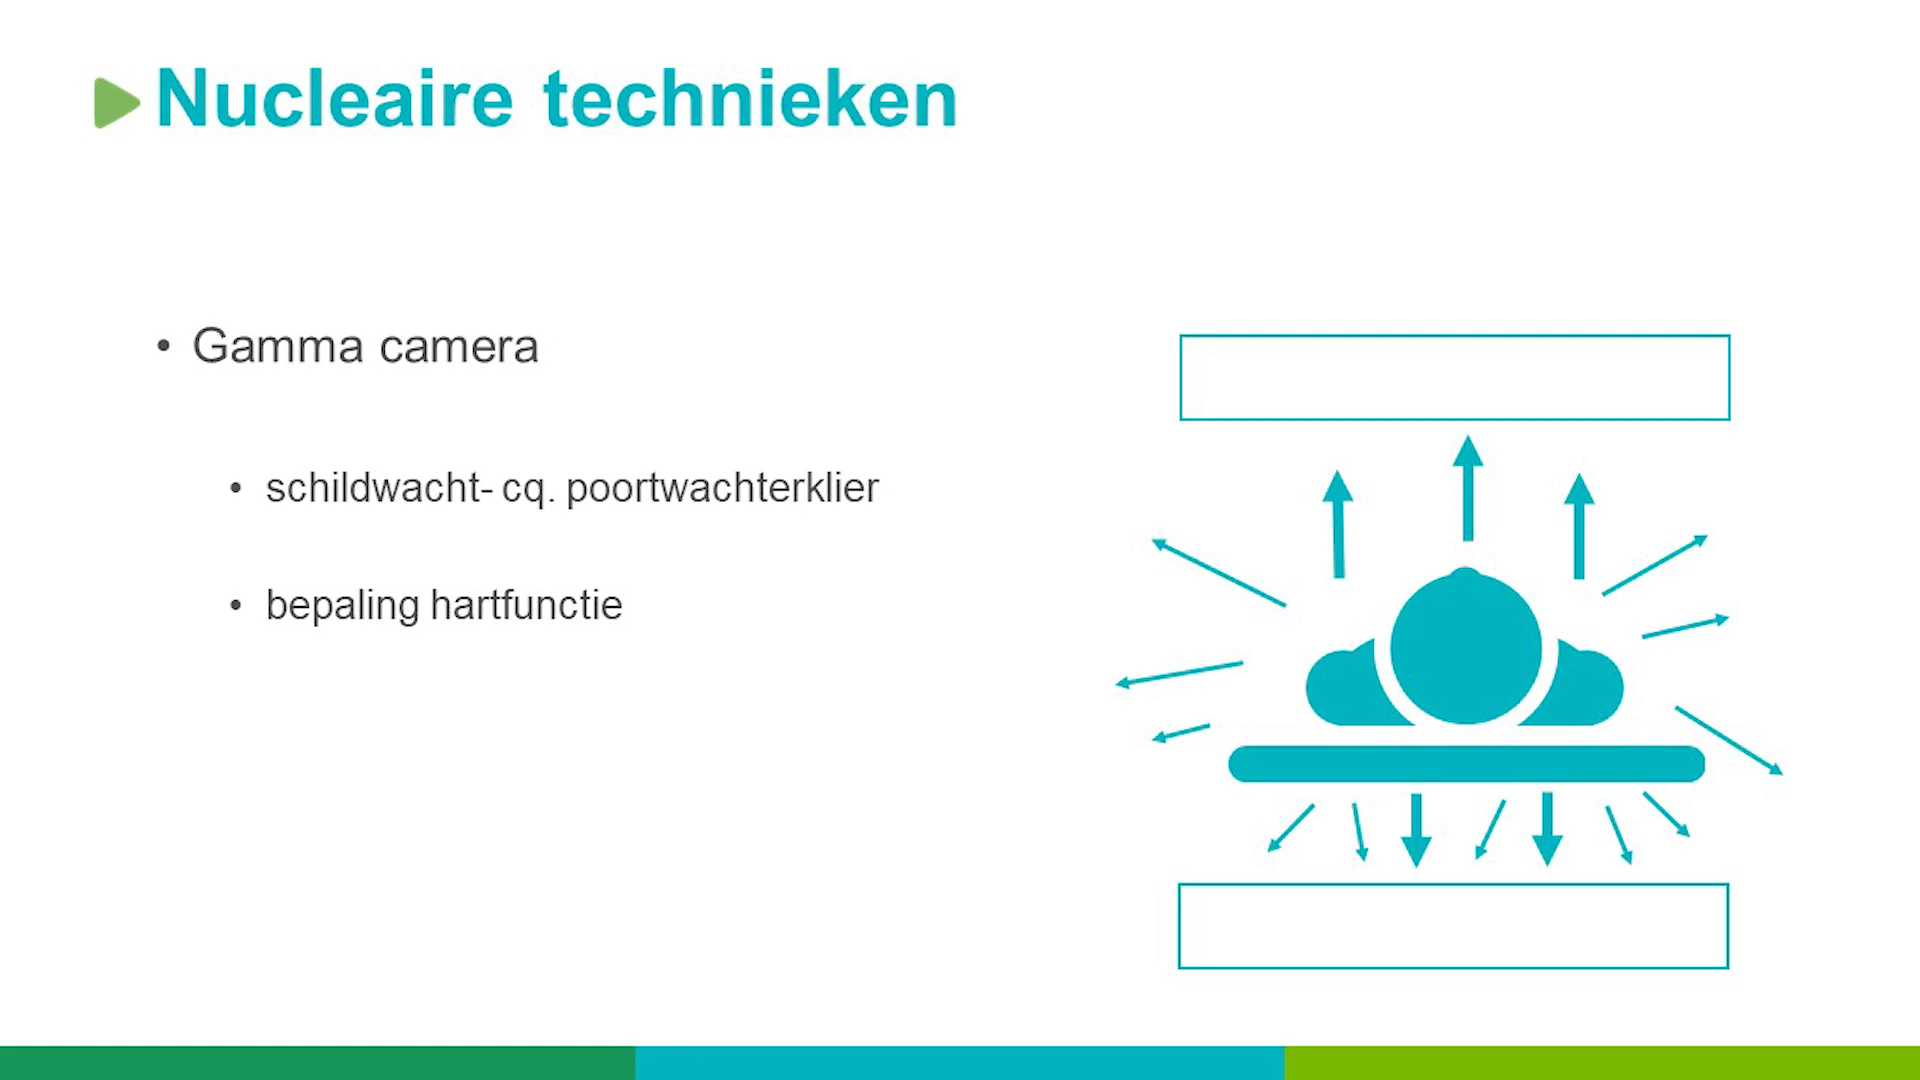 Nucleaire technieken
• Gamma camera
• schildwacht- cq. poortwachterklier
• bepaling hartfunctie